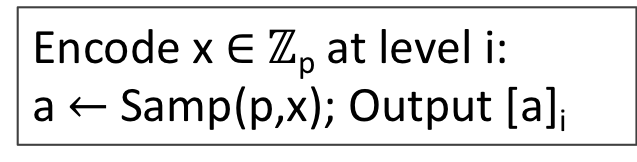 Encode x ∈ ℤₚ at level i:
a ← Samp(p,x); Output [a]ᵢ